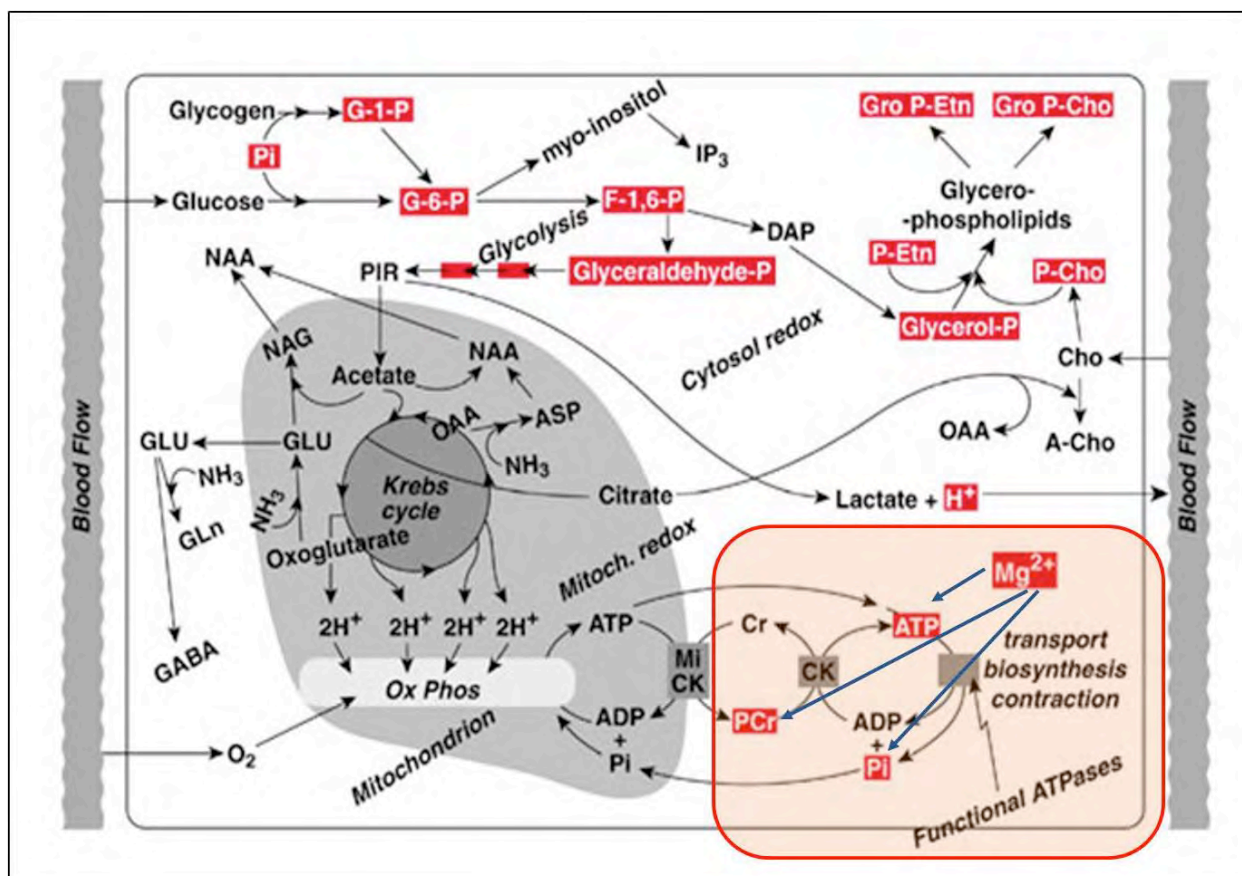 Blood Flow
Glycogen
G-1-P
Pi
Glucose
G-6-P
myo-inositol
IP3
F-1,6-P
DAP
Glycolysis
PIR
Glyceraldehyde-P
Gro P-Etn
Gro P-Cho
Glycero-
-phospholipids
P-Etn
P-Cho
Glycerol-P
Cho
A-Cho
OAA
Cytosol redox
NAA
NAG
NAA
Acetate
OAA
ASP
NH3
GLU
GLU
NH3
GLn
NH3
GABA
Oxoglutarate
Krebs
cycle
Citrate
Lactate + H+
Mitoch. redox
2H+
2H+
2H+
2H+
Ox Phos
Mitochondrion
O2
ATP
ADP
+
Pi
Mi
CK
Cr
PCr
CK
ATP
ADP
+
Pi
Mg2+
transport
biosynthesis
contraction
Functional ATPases
Blood Flow